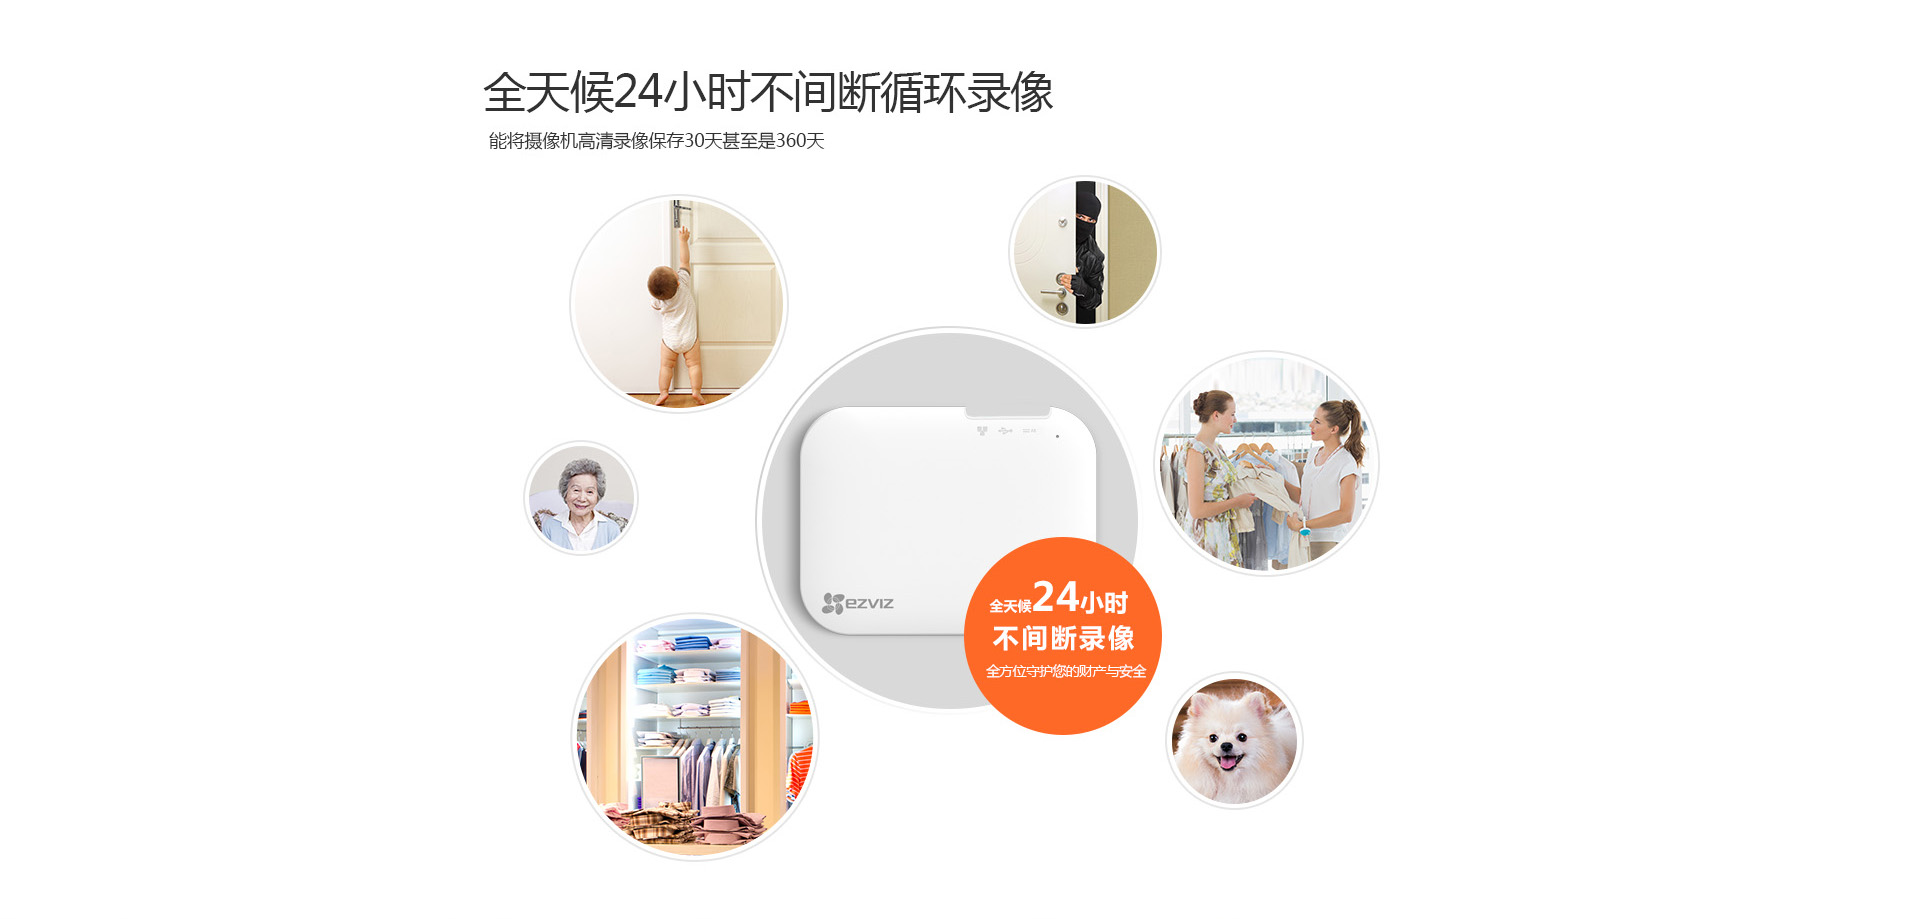 全天候24小时不间断循环录像
能将摄像机高清录像保存30天甚至是360天
ezviz
全天候24小时
不间断录像
全方位守护您的财产与安全